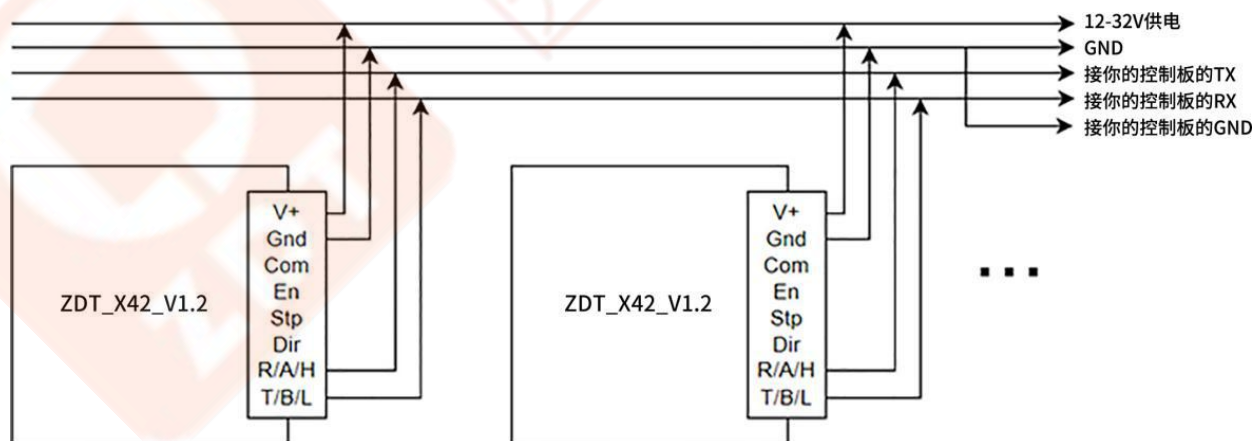 12-32V供电
GND
接你的控制板的TX
接你的控制板的RX
接你的控制板的GND
ZDT_X42_V1.2
V+
Gnd
Com
En
Stp
Dir
R/A/H
T/B/L
ZDT_X42_V1.2
V+
Gnd
Com
En
Stp
Dir
R/A/H
T/B/L
...
ZDT